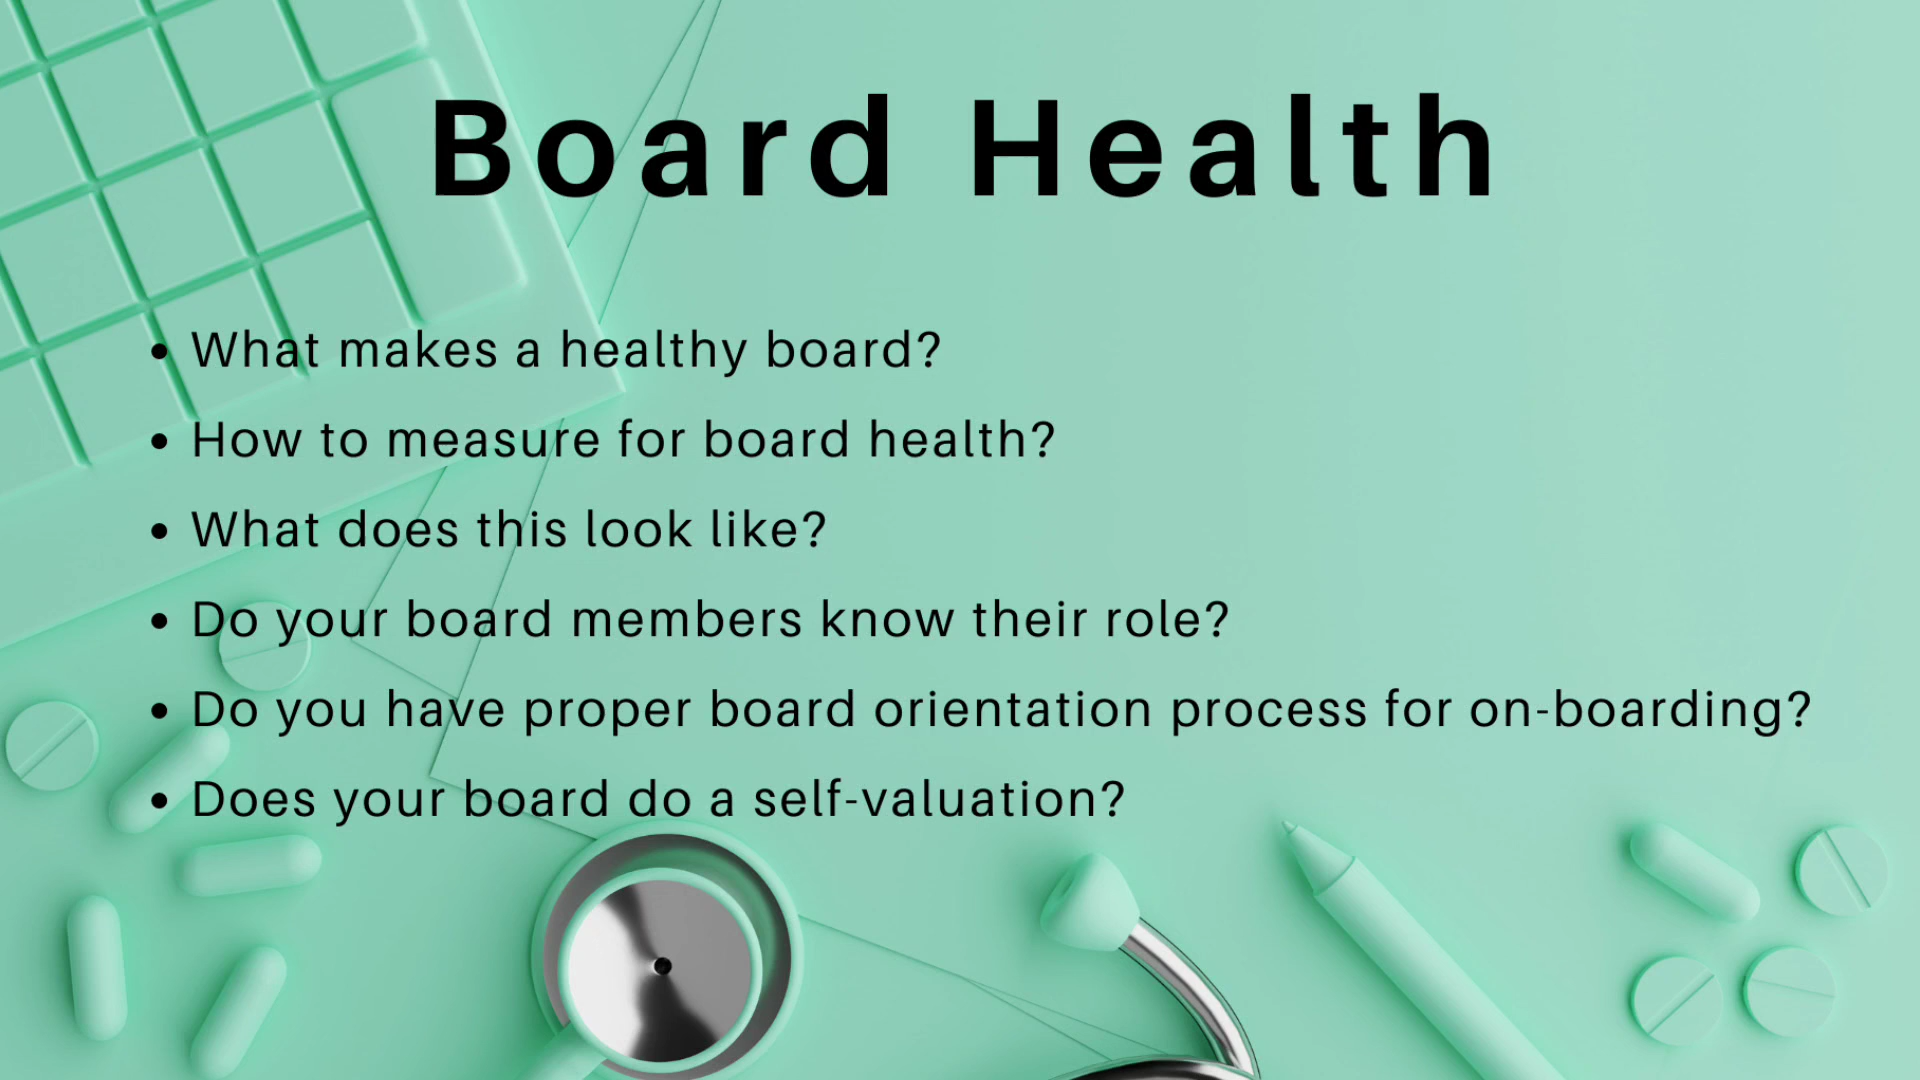 Board Health
• What makes a healthy board?
• How to measure for board health?
• What does this look like?
• Do your board members know their role?
• Do you have proper board orientation process for on-boarding?
• Does your board do a self-valuation?